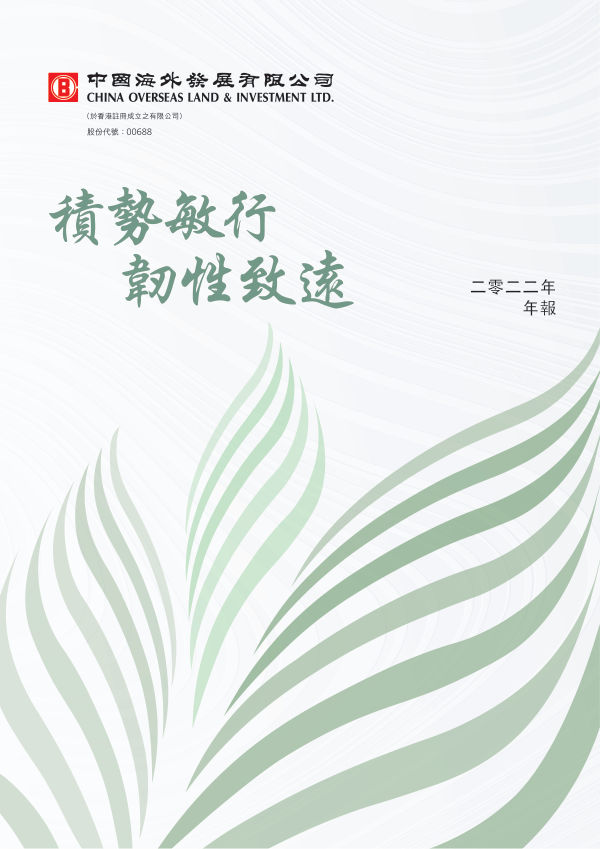 中國海外發展有限公司
CHINA OVERSEAS LAND & INVESTMENT LTD.
(於香港註冊成立之有限公司)
股份代號：00688
積勢敏行
韌性致遠
二零二二年
年報